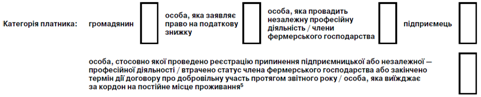 Категорія платника:
громадянин
особа, яка заявляє
право на податкову
знижку
особа, яка провадить
незалежну професійну
діяльність / члени
фермерського господарства
підприємець
особа, стосовно якої проведено реєстрацію припинення підприємницької або незалежної —
професійної діяльності / втрачено статус члена фермерського господарства або закінчено
термін дії договору про добровільну участь протягом звітного року / особа, яка виїжджає
за кордон на постійне місце проживання⁵